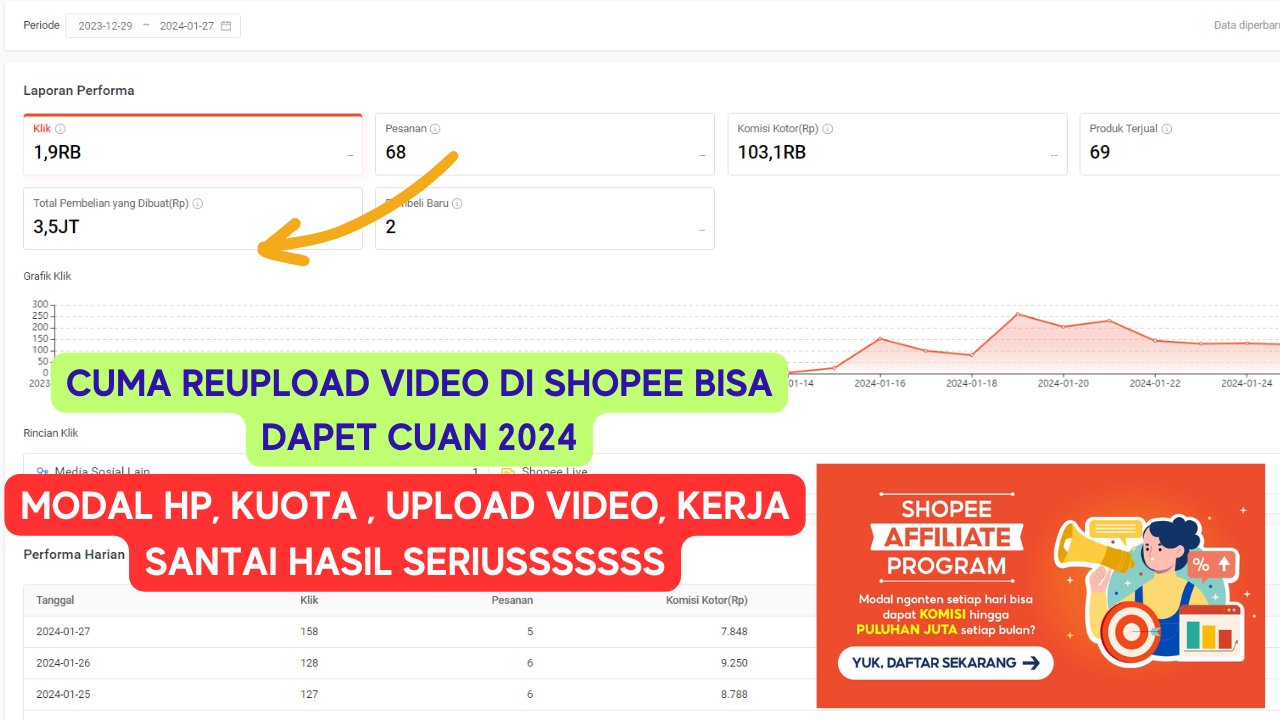 Periode 2023-12-29 ~ 2024-01-27
Data diperbaru
Laporan Performa
Klik
1,9RB
Pesanan
68
Komisi Kotor(Rp)
103,1RB
Produk Terjual
69
Total Pembelian yang Dibuat(Rp)
3,5JT
beli Baru
2
Grafik Klik
300
250
200
150
100
50
0
2023 01-14 2024-01-16 2024-01-18 2024-01-20 2024-01-22 2024-01-24
CUMA REUPLOAD VIDEO DI SHOPEE BISA
DAPET CUAN 2024
Rincian Klik
Media Sosial Lain 1 Shopee Live
MODAL HP, KUOTA , UPLOAD VIDEO, KERJA
SANTAI HASIL SERIUSSSSSSS
Performa Harian
Tanggal Klik Pesanan Komisi Kotor(Rp)
2024-01-27 158 5 7.848
2024-01-26 128 6 9.250
2024-01-25 127 6 8.788
SHOPEE
AFFILIATE
PROGRAM
Modal ngonten setiap hari bisa
dapat KOMISI hingga
PULUHAN JUTA setiap bulan?
YUK, DAFTAR SEKARANG →
%